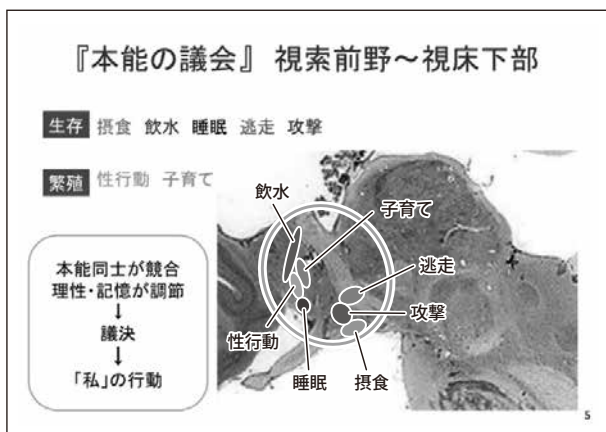 『本能の議会』 視索前野~視床下部
生存 摂食 飲水 睡眠 逃走 攻撃
繁殖 性行動 子育て
飲水
子育て
逃走
攻撃
性行動
睡眠
摂食
本能同士が競合
理性・記憶が調節
↓
議決
↓
「私」の行動
5